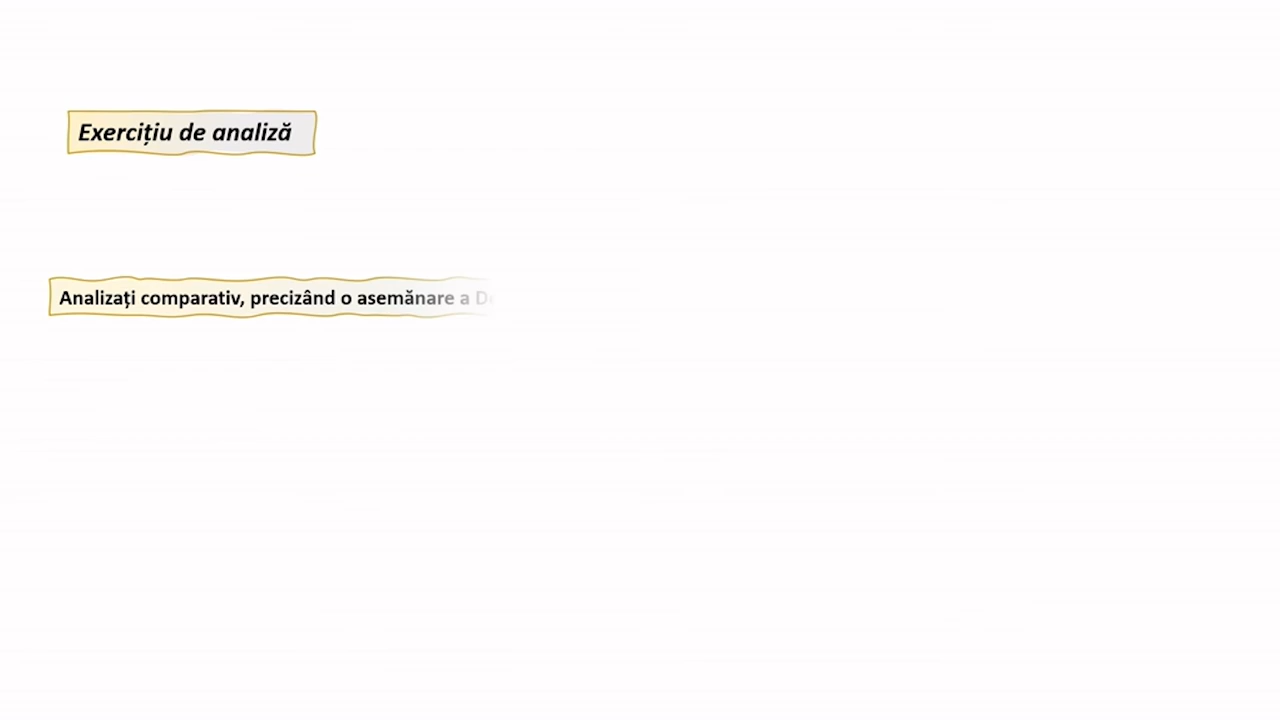 Exercițiu de analiză
Analizați comparativ, precizând o asemănare a